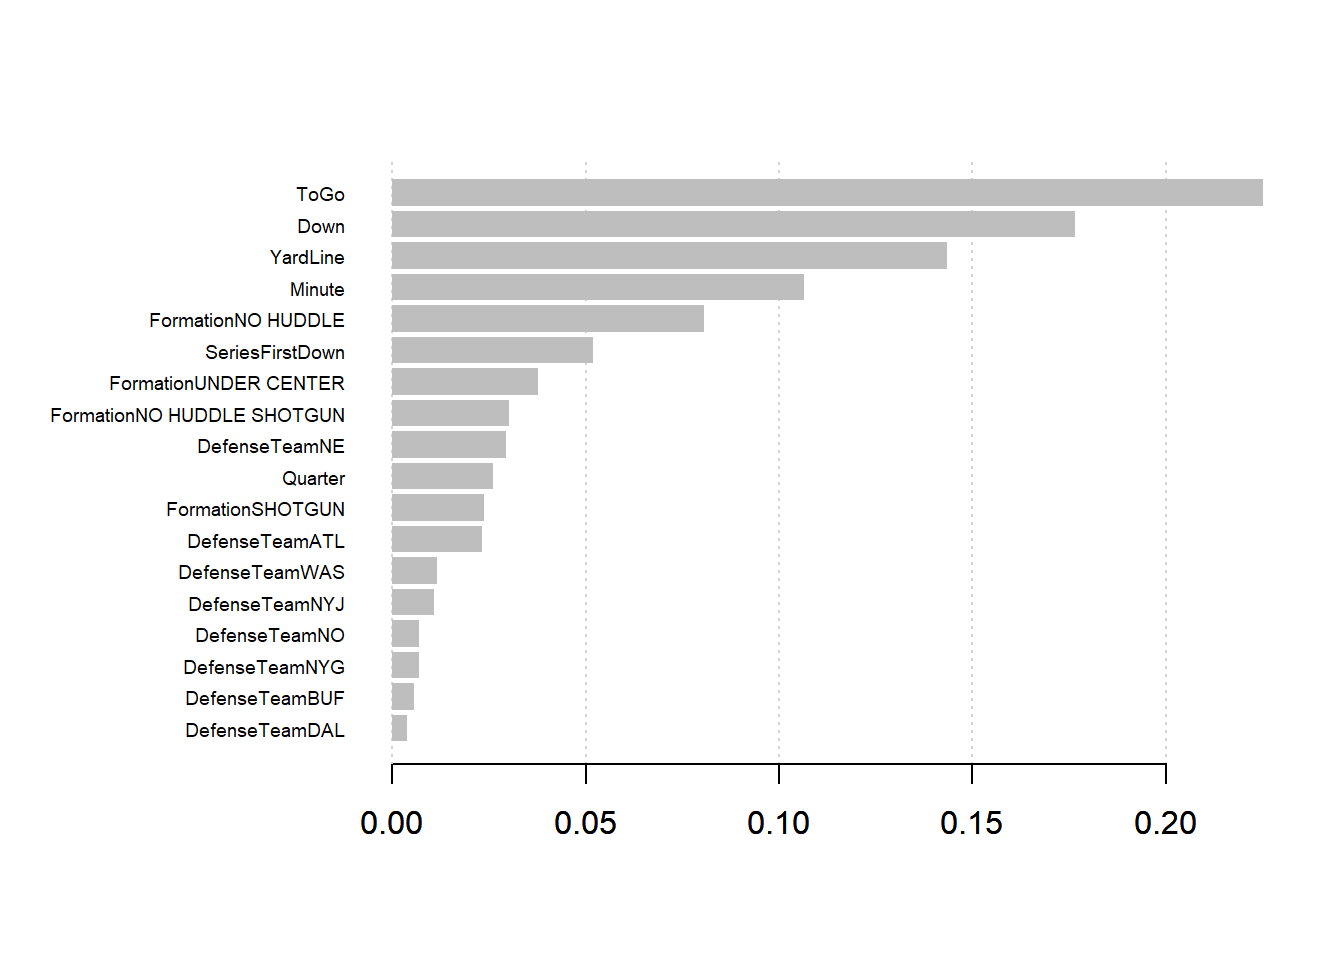 ToGo
Down
YardLine
Minute
FormationNO HUDDLE
SeriesFirstDown
FormationUNDER CENTER
FormationNO HUDDLE SHOTGUN
DefenseTeamNE
Quarter
FormationSHOTGUN
DefenseTeamATL
DefenseTeamWAS
DefenseTeamNYJ
DefenseTeamNO
DefenseTeamNYG
DefenseTeamBUF
DefenseTeamDAL
0.00 0.05 0.10 0.15 0.20